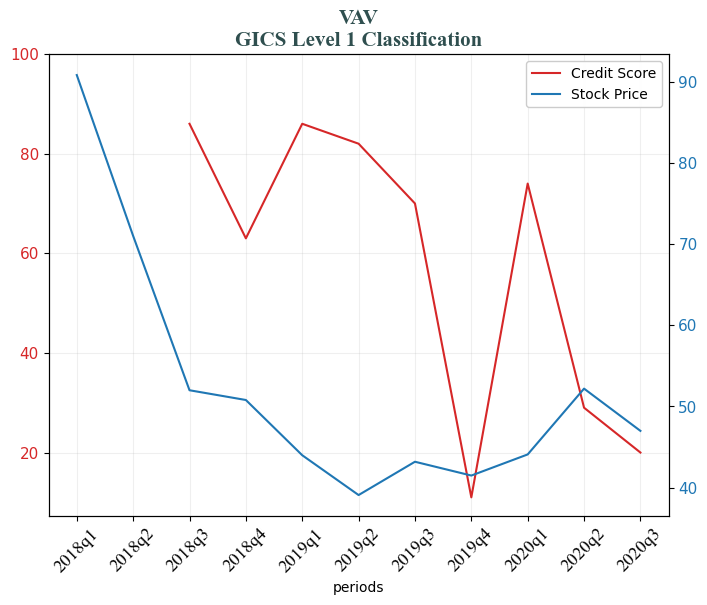 VAV
GICS Level 1 Classification
Credit Score
Stock Price
100
80
60
40
20
90
80
70
60
50
40
2018q1
2018q2
2018q3
2018q4
2019q1
2019q2
2019q3
2019q4
2020q1
2020q2
2020q3
periods